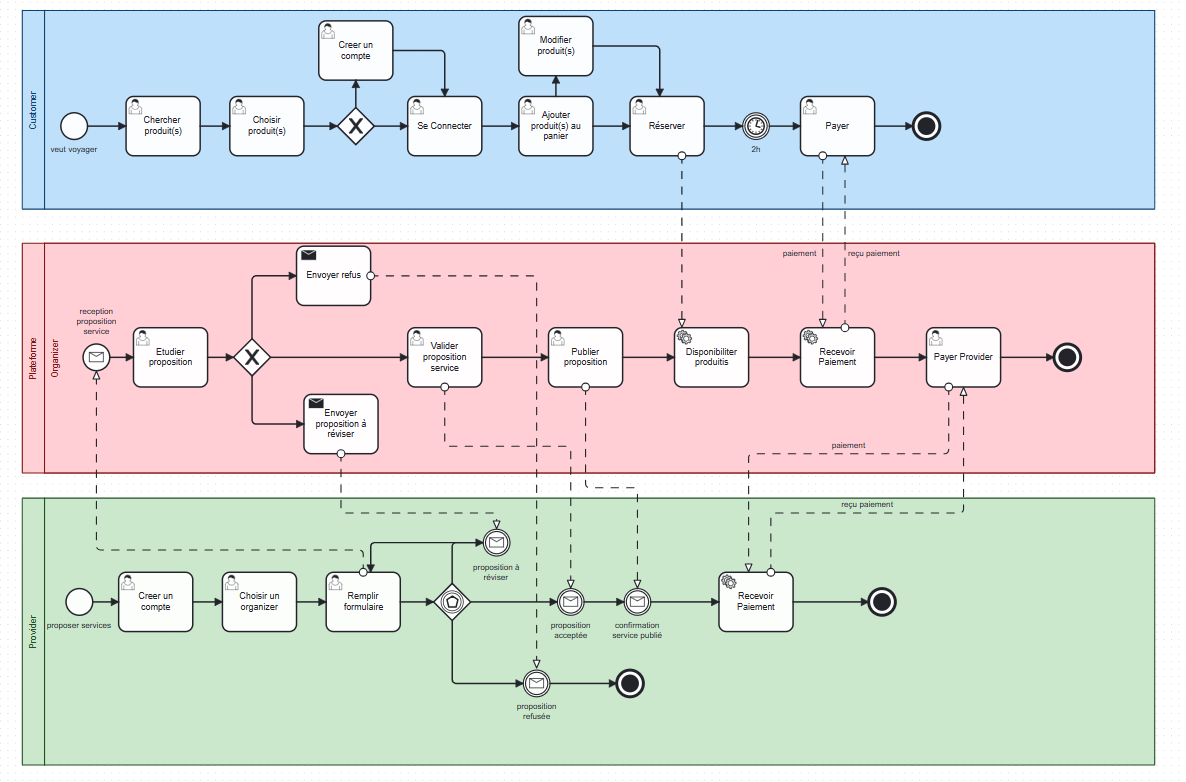 Customer
veut voyager
Chercher
produit(s)
Choisir
produit(s)
X
Creer un
compte
Se Connecter
Modifier
produit(s)
Ajouter
produit(s) au
panier
Réserver
2h
Payer
paiement
reçu paiement
Plateforme
Organizer
reception
proposition
service
Etudier
proposition
X
Envoyer refus
Envoyer
proposition à
réviser
Valider
proposition
service
Publier
proposition
Disponibiliter
produitis
Recevoir
Paiement
Payer Provider
paiement
reçu paiement
Provider
proposer services
Creer un
compte
Choisir un
organizer
Remplir
formulaire
proposition à
réviser
proposition
acceptée
confirmation
service publié
proposition
refusée
Recevoir
Paiement